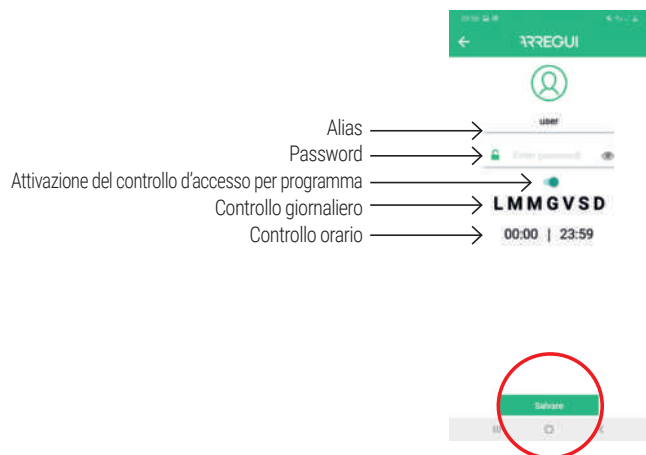 ARREGUI
user
Alias
Enter password
Password
Attivazione del controllo d'accesso per programma
L M M G V S D
Controllo giornaliero
00:00 | 23:59
Controllo orario
Salvare